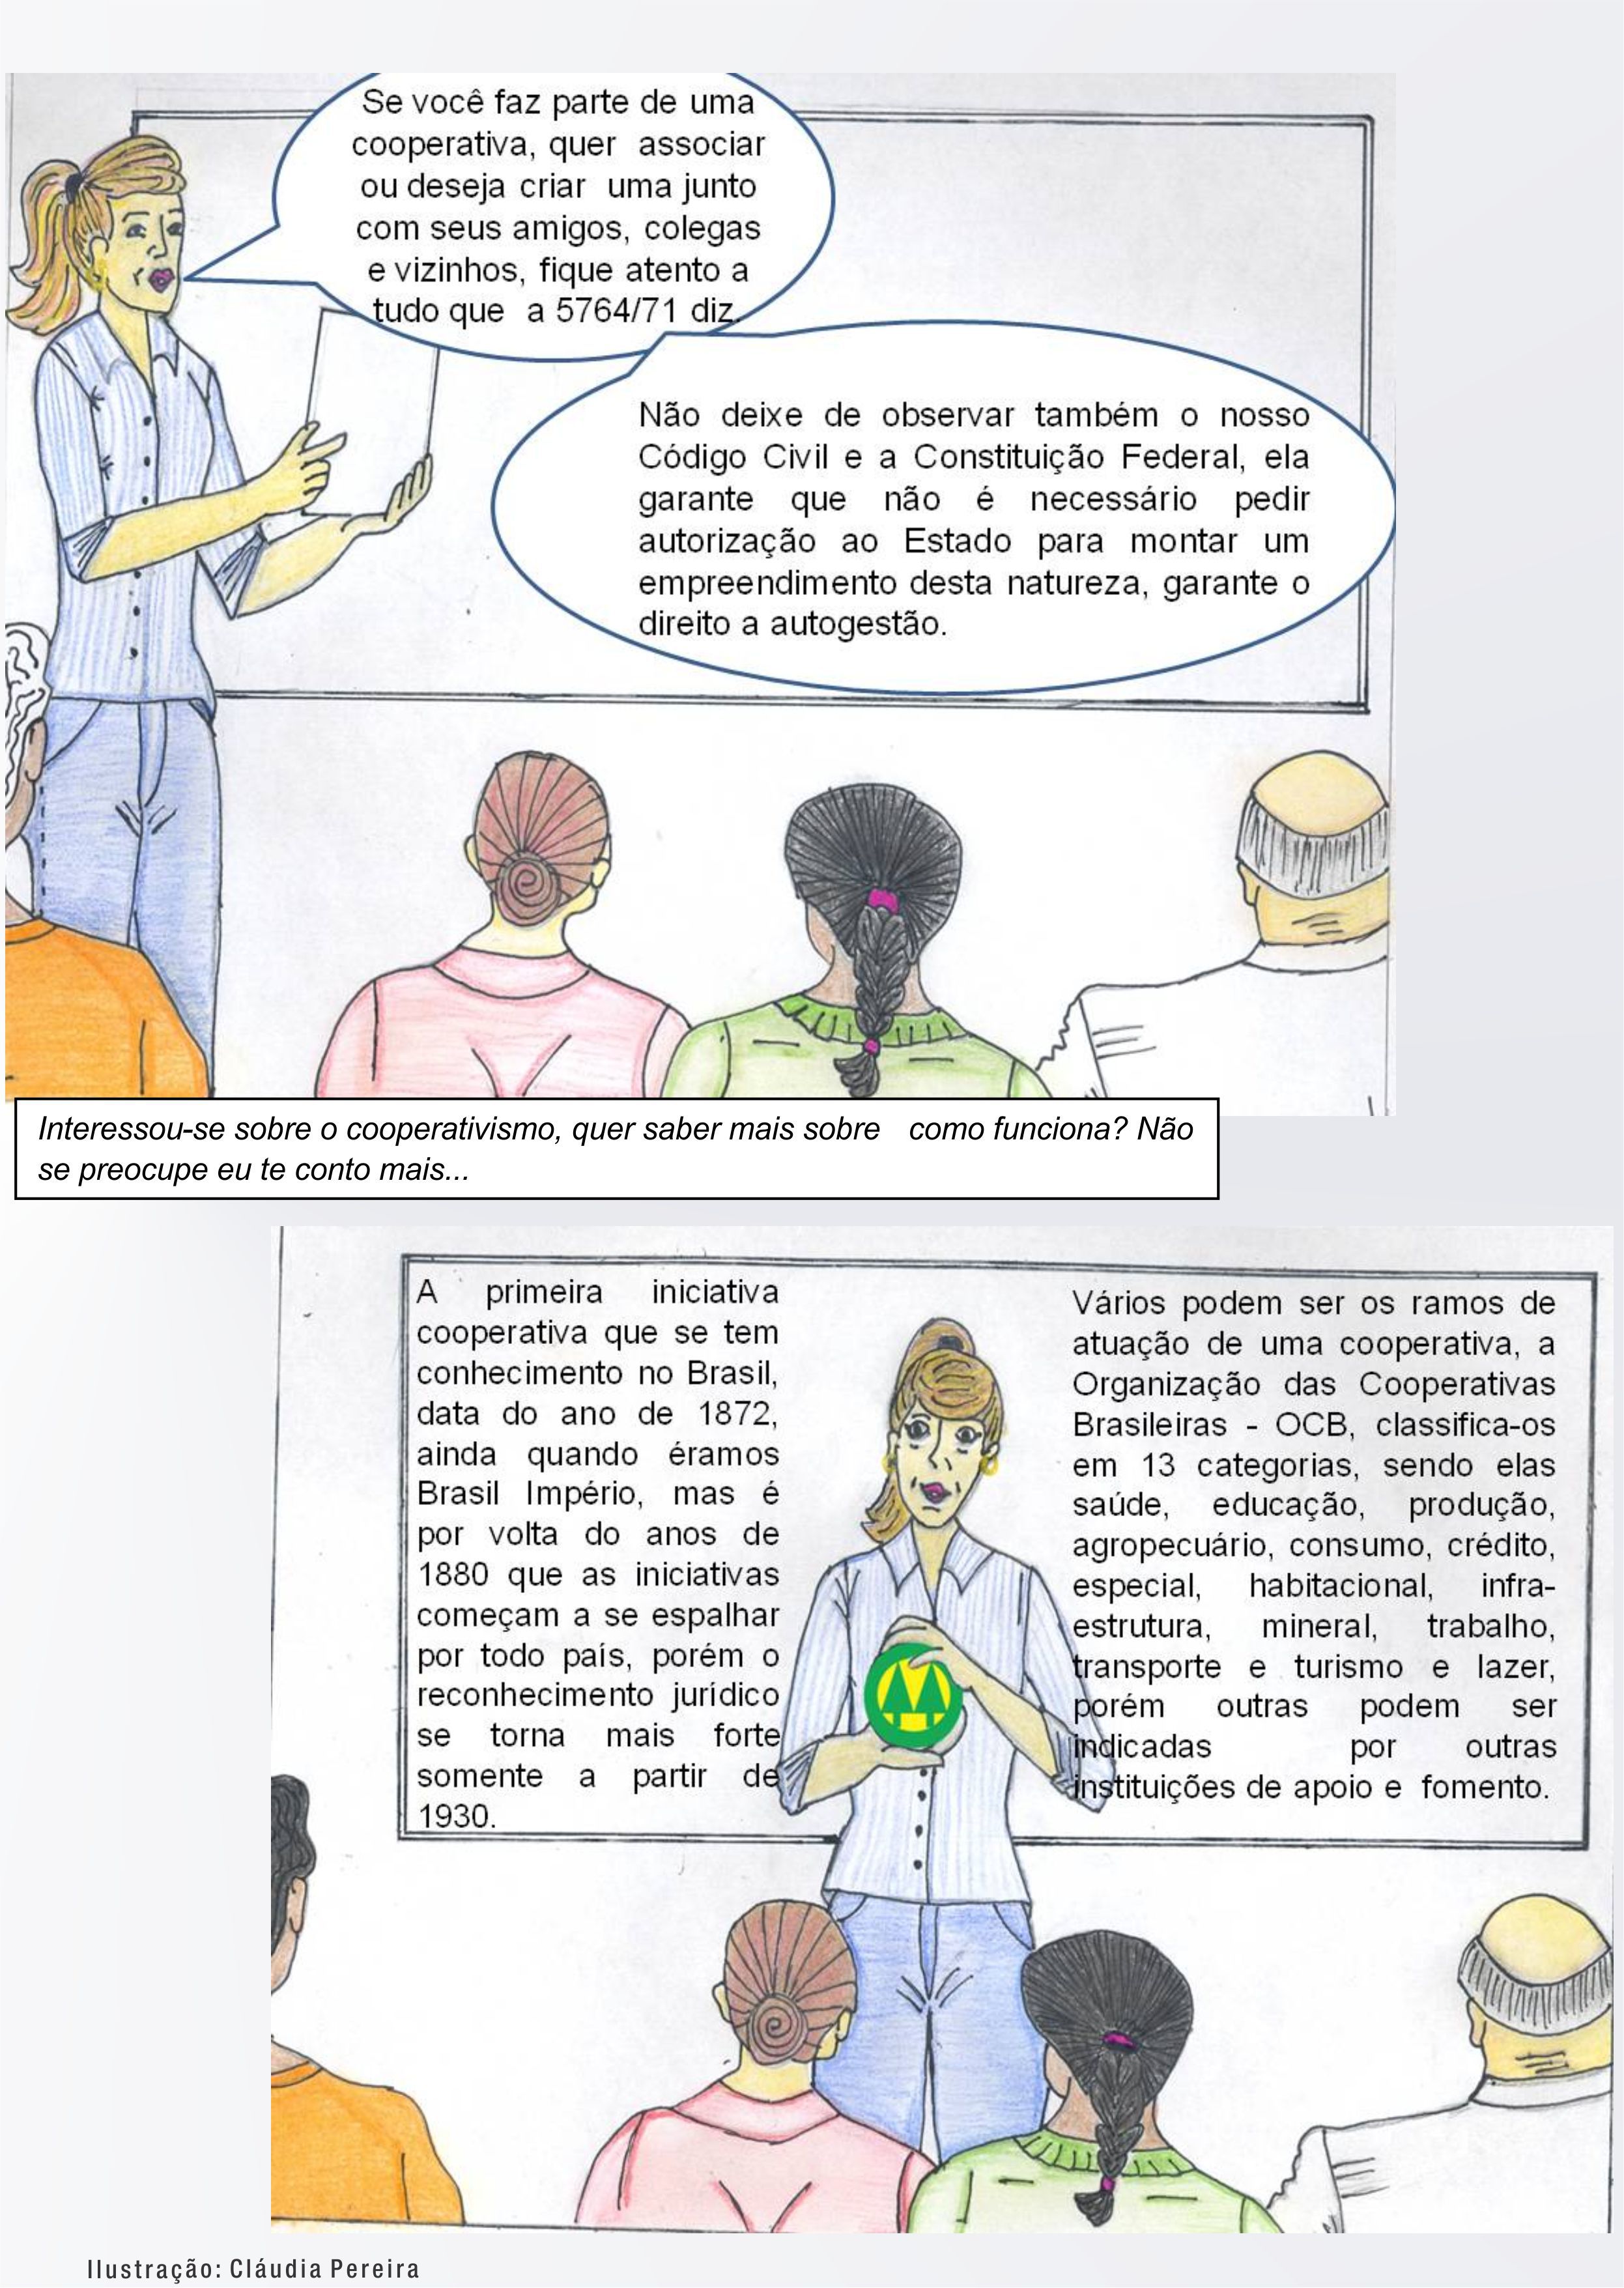 Se você faz parte de uma
cooperativa, quer associar
ou deseja criar uma junto
com seus amigos, colegas
e vizinhos, fique atento a
tudo que a 5764/71 diz.
Não deixe de observar também o nosso
Código Civil e a Constituição Federal, ela
garante que não é necessário pedir
autorização ao Estado para montar um
empreendimento desta natureza, garante o
direito a autogestão.
Interessou-se sobre o cooperativismo, quer saber mais sobre como funciona? Não
se preocupe eu te conto mais...
A primeira iniciativa
cooperativa que se tem
conhecimento no Brasil,
data do ano de 1872,
ainda quando éramos
Brasil Império, mas é
por volta do anos de
1880 que as iniciativas
começam a se espalhar
por todo país, porém o
reconhecimento jurídico
se torna mais forte
somente a partir de
1930.
Vários podem ser os ramos de
atuação de uma cooperativa, a
Organização das Cooperativas
Brasileiras - OCB, classifica-os
em 13 categorias, sendo elas
saúde, educação, produção,
agropecuário, consumo, crédito,
especial, habitacional, infra-
estrutura, mineral, trabalho,
transporte e turismo e lazer,
porém outras podem ser
indicadas por outras
instituições de apoio e fomento.
Ilustração: Cláudia Pereira